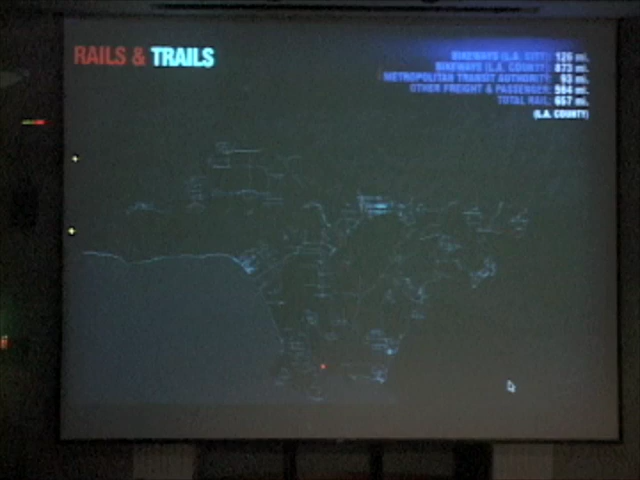 RAILS & TRAILS
BIKEWAYS (L.A. CITY): 126 mi.
BIKEWAYS (L.A. COUNTY): 873 mi.
METROPOLITAN TRANSIT AUTHORITY: 93 mi.
OTHER FREIGHT & PASSENGER: 564 mi.
TOTAL RAIL: 657 mi.
(L.A. COUNTY)